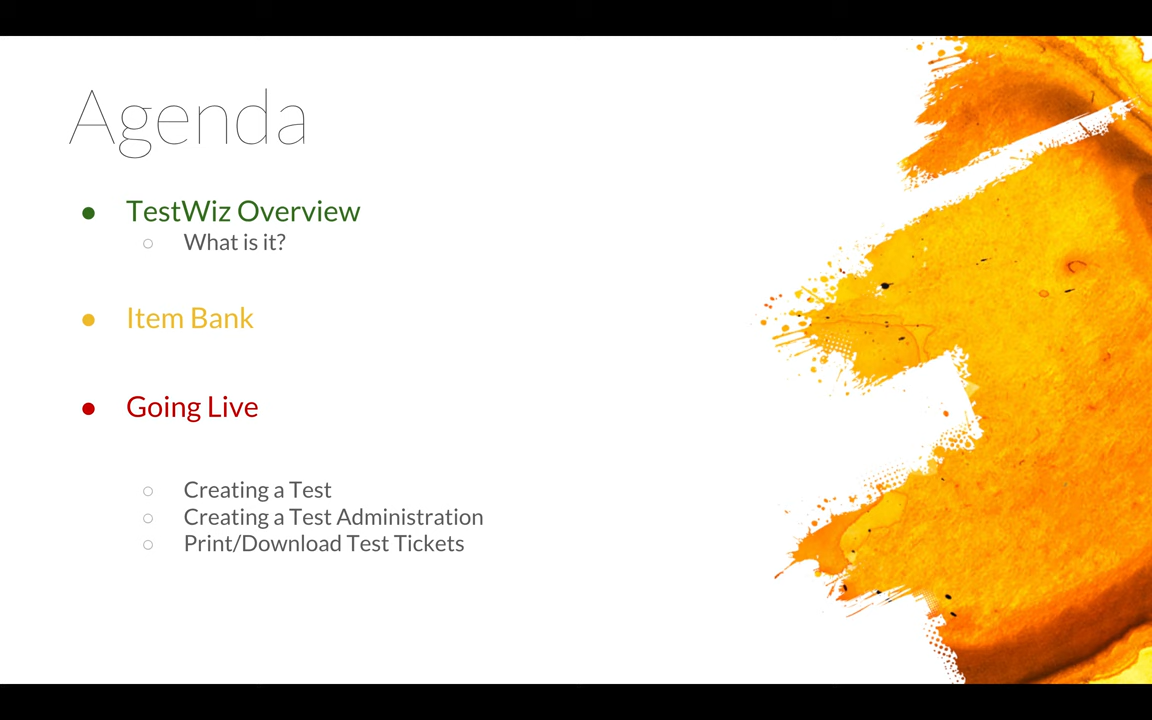 Agenda
● TestWiz Overview
○ What is it?
● Item Bank
● Going Live
○ Creating a Test
○ Creating a Test Administration
○ Print/Download Test Tickets